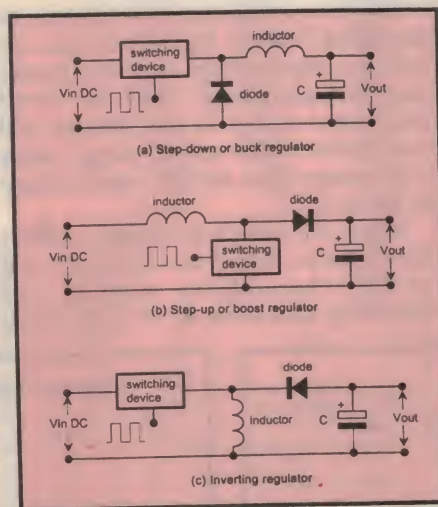 switching
device
inductor
Vin DC
diode
+
C
Vout
(a) Step-down or buck regulator
inductor
diode
Vin DC
switching
device
+
C
Vout
(b) Step-up or boost regulator
diode
switching
device
Vin DC
inductor
+
C
Vout
(c) Inverting regulator